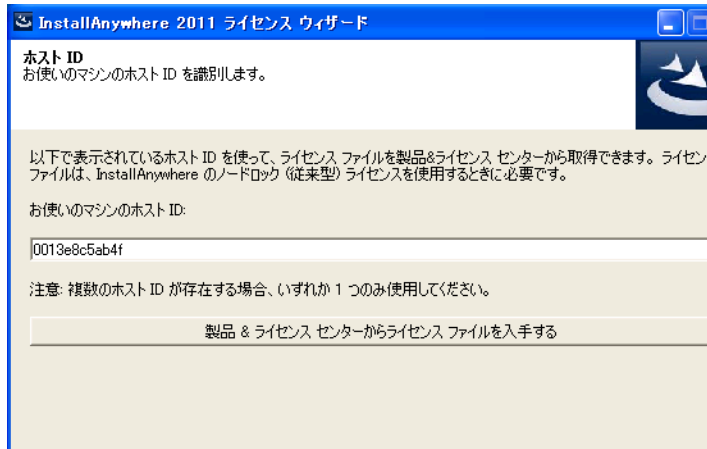 InstallAnywhere 2011 ライセンス ウィザード
ホスト ID
お使いのマシンのホスト ID を識別します。
以下で表示されているホスト ID を使って、ライセンス ファイルを製品&ライセンス センターから取得できます。ライセン
ファイルは、InstallAnywhere のノードロック (従来型) ライセンスを使用するときに必要です。
お使いのマシンのホスト ID:
0013e8c5ab4f
注意: 複数のホスト ID が存在する場合、いずれか 1 つのみ使用してください。
製品 & ライセンス センターからライセンス ファイルを入手する